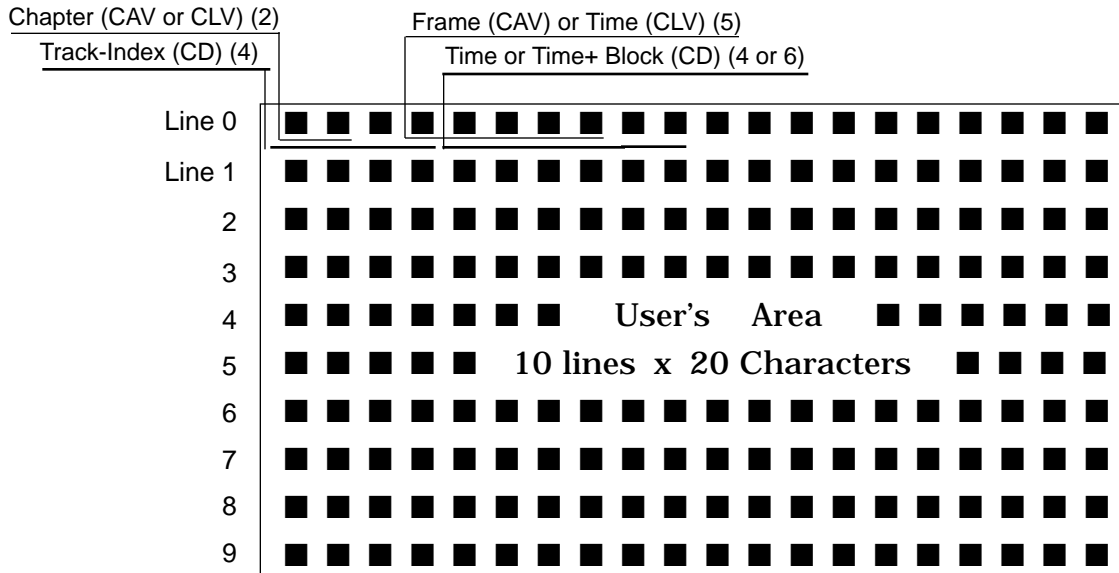 Chapter (CAV or CLV) (2)
Frame (CAV) or Time (CLV) (5)
Track-Index (CD) (4)
Time or Time+ Block (CD) (4 or 6)
Line 0
Line 1
2
3
4 User's Area
5 10 lines x 20 Characters
6
7
8
9